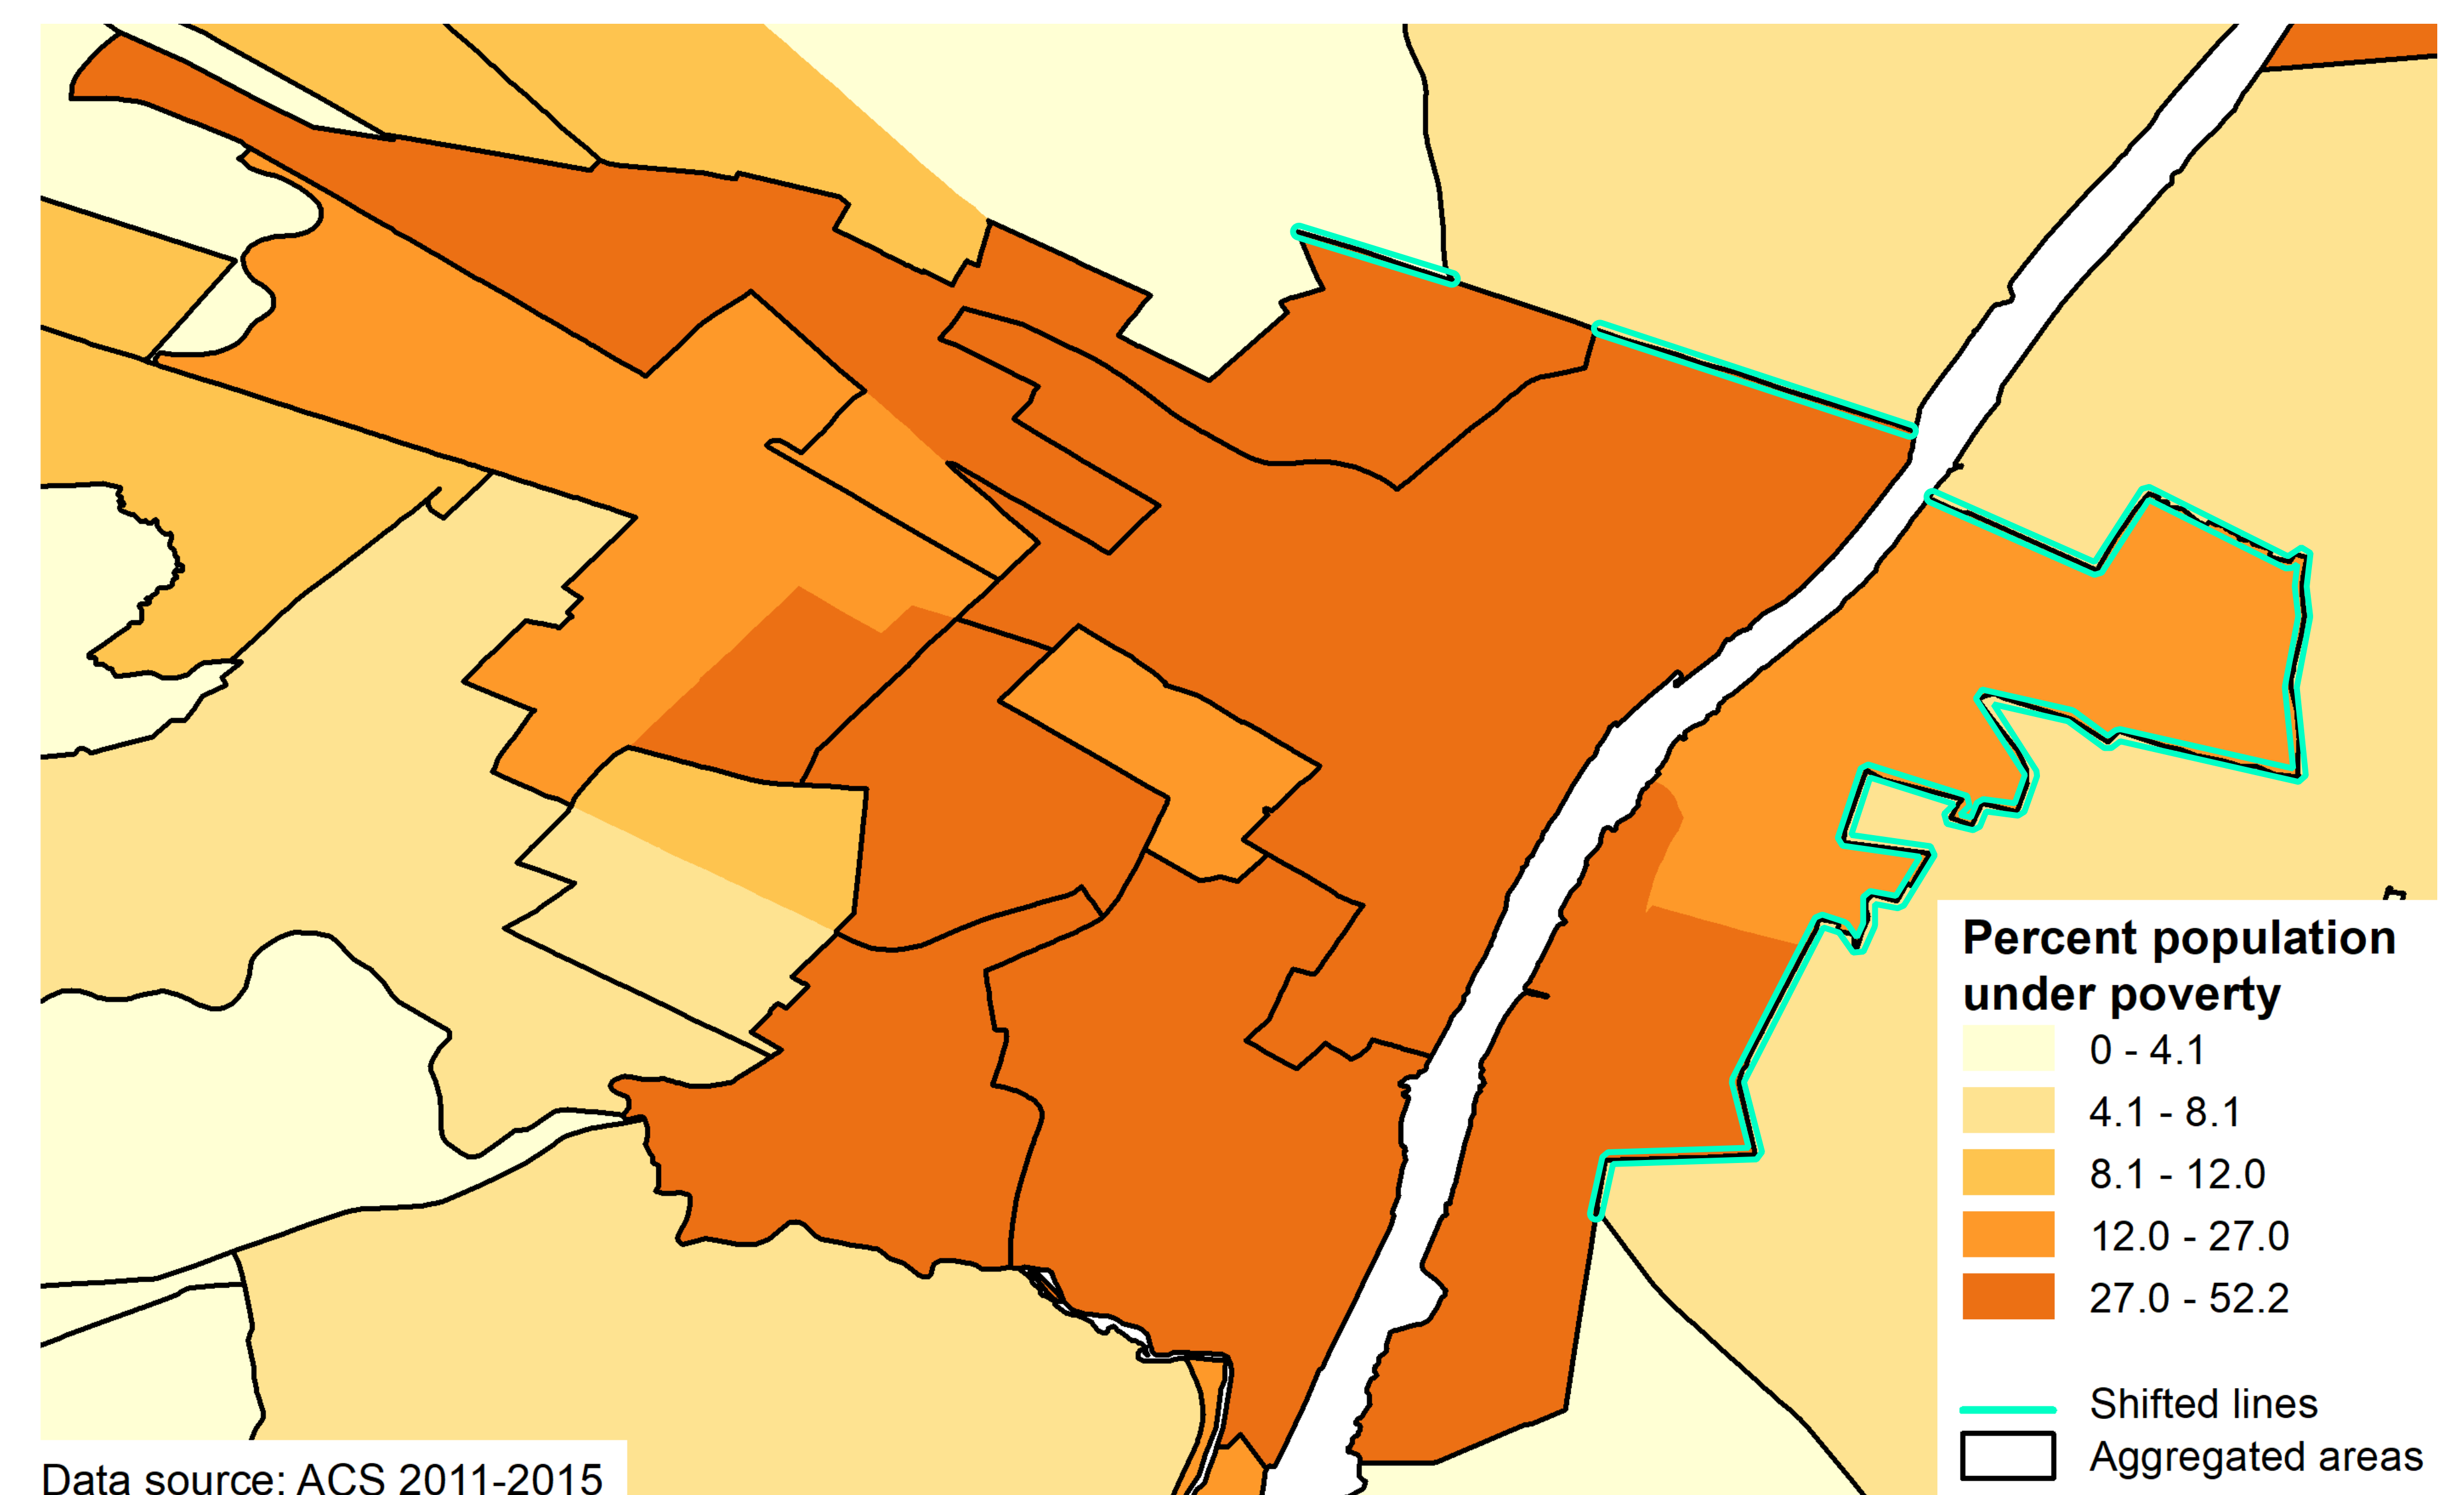 Percent population
under poverty
0 - 4.1
4.1 - 8.1
8.1 - 12.0
12.0 - 27.0
27.0 - 52.2
Shifted lines
Aggregated areas
Data source: ACS 2011-2015